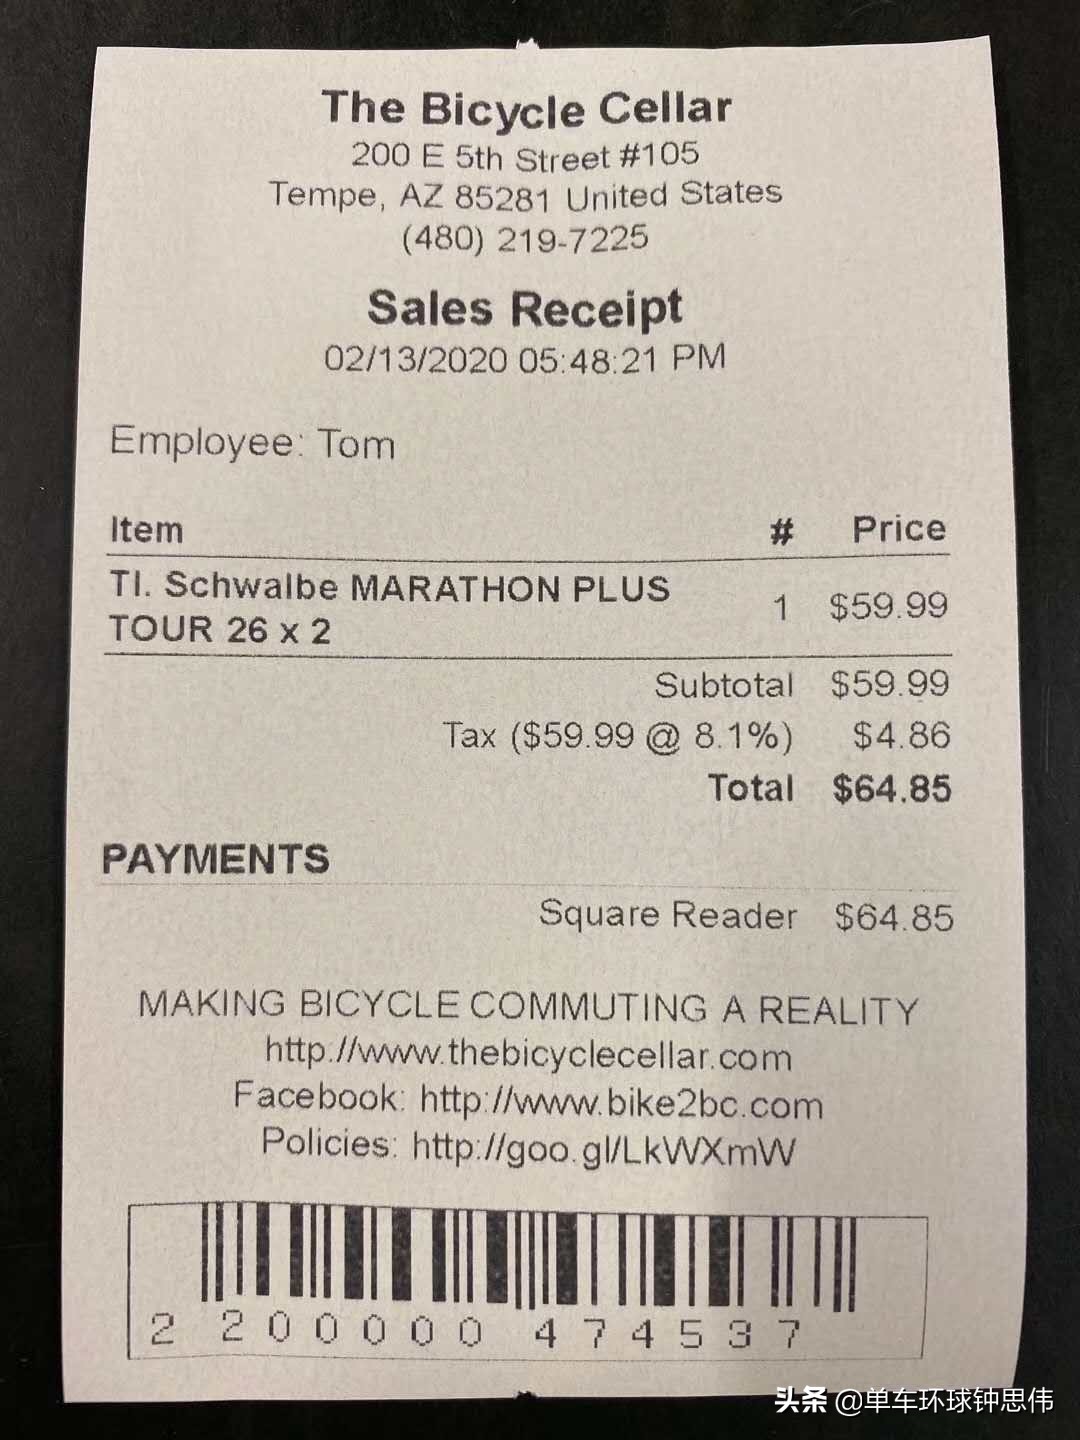 The Bicycle Cellar
200 E 5th Street #105
Tempe, AZ 85281 United States
(480) 219-7225
Sales Receipt
02/13/2020 05:48:21 PM
Employee: Tom
Item # Price
TI. Schwalbe MARATHON PLUS
TOUR 26 x 2 1 $59.99
Subtotal $59.99
Tax ($59.99 @ 8.1%) $4.86
Total $64.85
PAYMENTS
Square Reader $64.85
MAKING BICYCLE COMMUTING A REALITY
http://www.thebicyclecellar.com
Facebook: http://www.bike2bc.com
Policies: http://goo.gl/LkWXmW
2 200000 474537
头条 @单车环球钟思伟